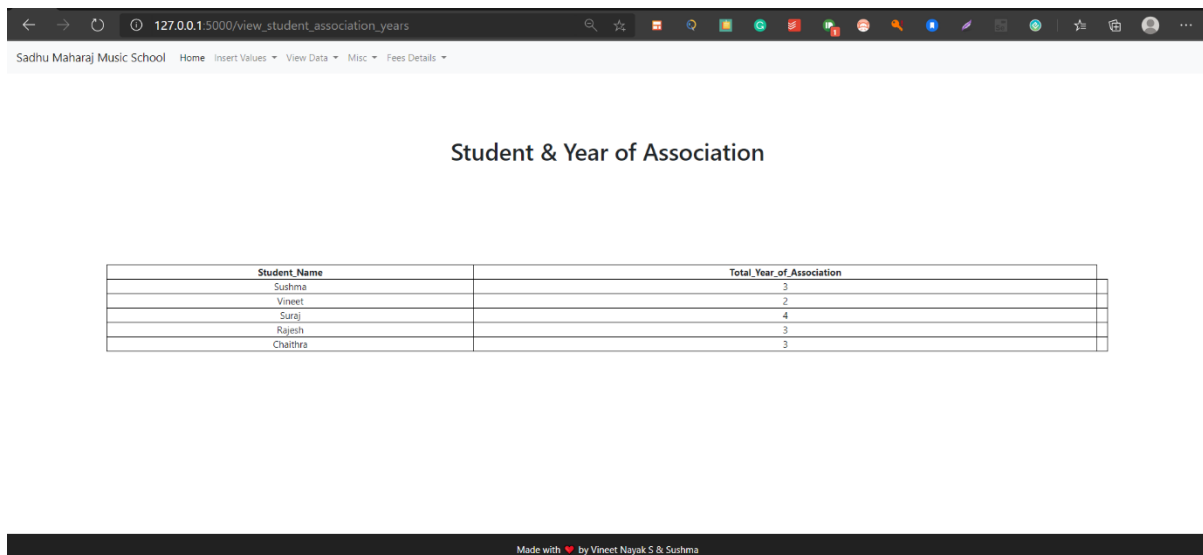 127.0.0.1:5000/view_student_association_years
Sadhu Maharaj Music School Home Insert Values View Data Misc Fees Details
Student & Year of Association
Student_Name Total_Year_of_Association
Sushma 3
Vineet 2
Suraj 4
Rajesh 3
Chaithra 3
Made with ❤ by Vineet Nayak S & Sushma